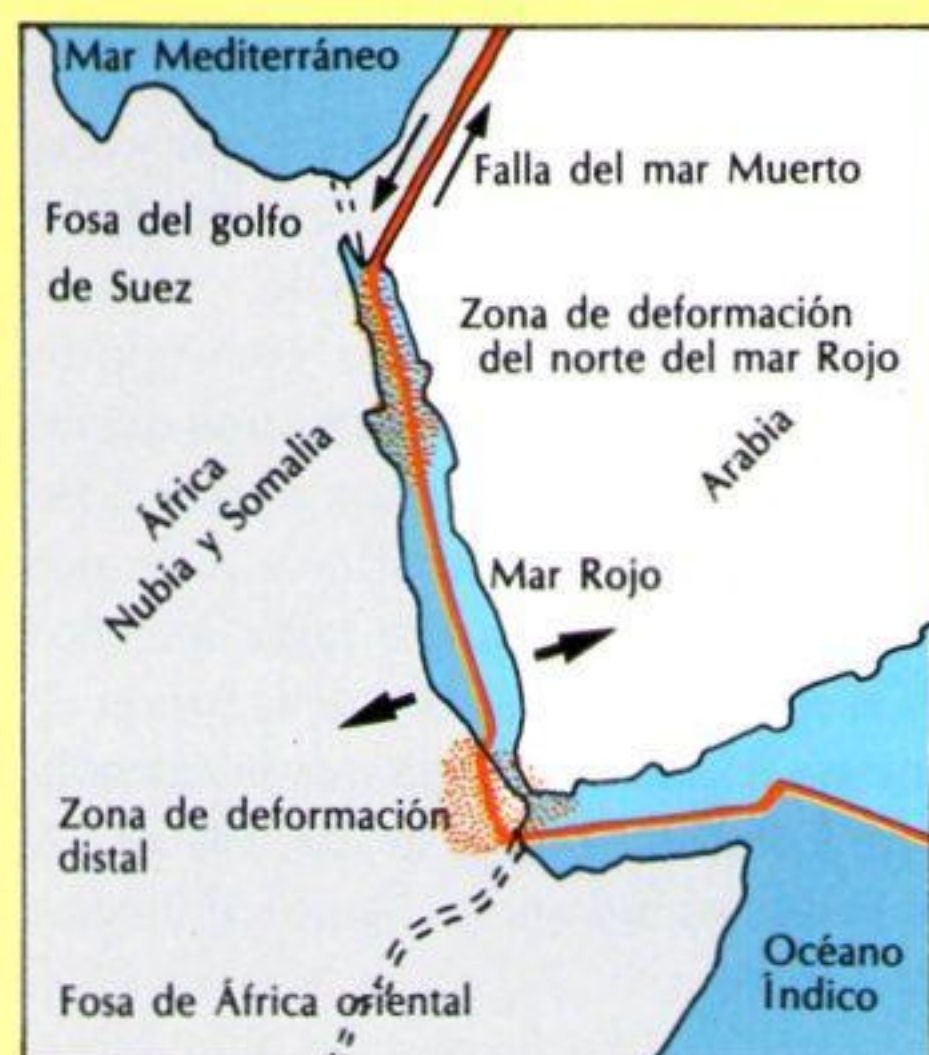 Mar Mediterráneo
Falla del mar Muerto
Fosa del golfo
de Suez
Zona de deformación
del norte del mar Rojo
Arabia
África
Nubia y Somalia
Mar Rojo
Zona de deformación
distal
Océano
Índico
Fosa de África oriental